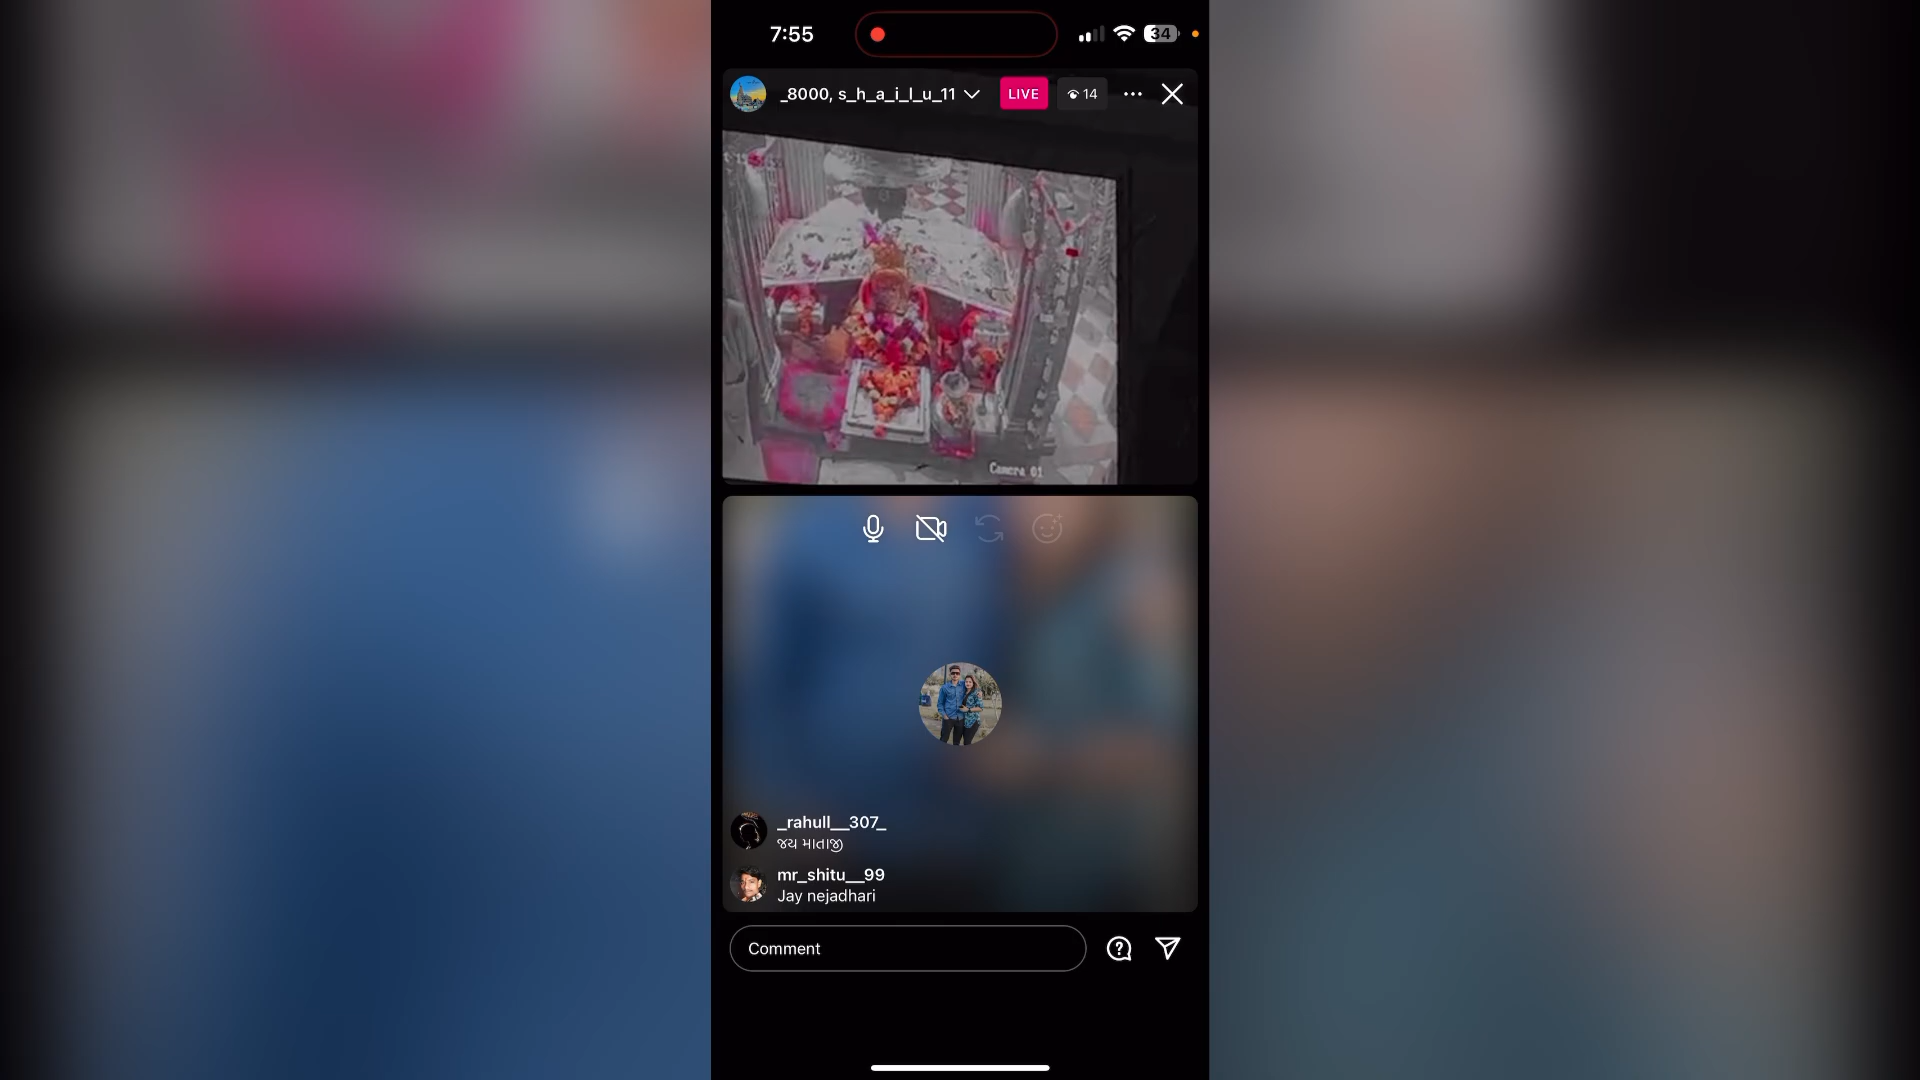 7:55
34
_8000, s_h_a_i_l_u_11
LIVE
14
Camera 01
_rahull__307_
જય માતાજી
mr_shitu__99
Jay nejadhari
Comment